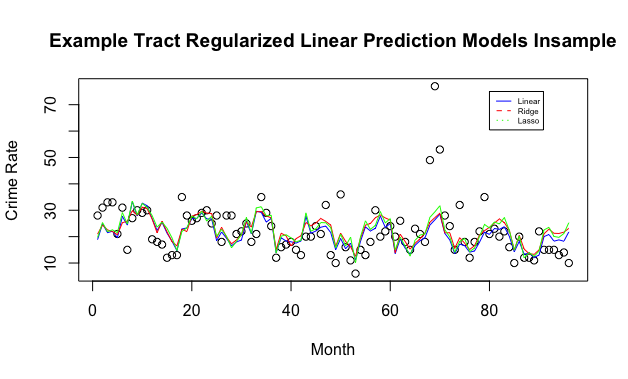 Example Tract Regularized Linear Prediction Models Insample
Linear
Ridge
Lasso
70
50
30
10
Crime Rate
0 20 40 60 80
Month